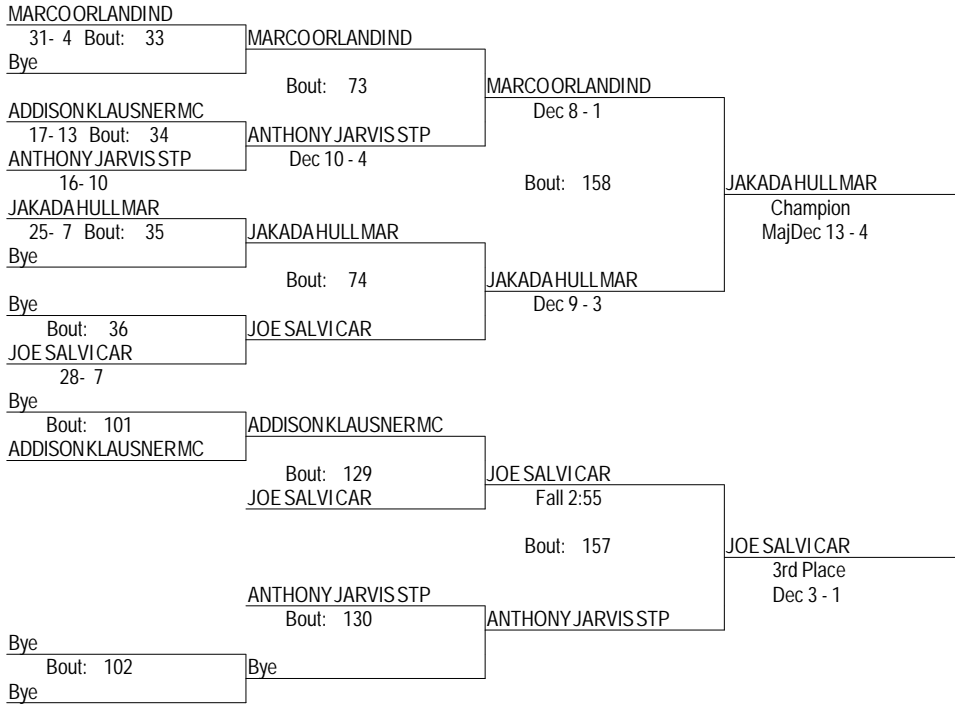 MARCO ORLANDI ND
31- 4 Bout: 33
Bye
MARCO ORLANDI ND
Bout: 73
MARCO ORLANDI ND
Dec 8 - 1
ADDISON KLAUSNER MC
17- 13 Bout: 34
ANTHONY JARVIS STP
16- 10
ANTHONY JARVIS STP
Dec 10 - 4
Bout: 158
JAKADA HULL MAR
Champion
MajDec 13 - 4
JAKADA HULL MAR
25- 7 Bout: 35
Bye
JAKADA HULL MAR
Bout: 74
JAKADA HULL MAR
Dec 9 - 3
Bye
Bout: 36
JOE SALVI CAR
28- 7
JOE SALVI CAR
Bye
Bout: 101
ADDISON KLAUSNER MC
ADDISON KLAUSNER MC
Bout: 129
JOE SALVI CAR
JOE SALVI CAR
Fall 2:55
Bout: 157
JOE SALVI CAR
3rd Place
Dec 3 - 1
ANTHONY JARVIS STP
Bout: 130
ANTHONY JARVIS STP
Bye
Bout: 102
Bye
Bye